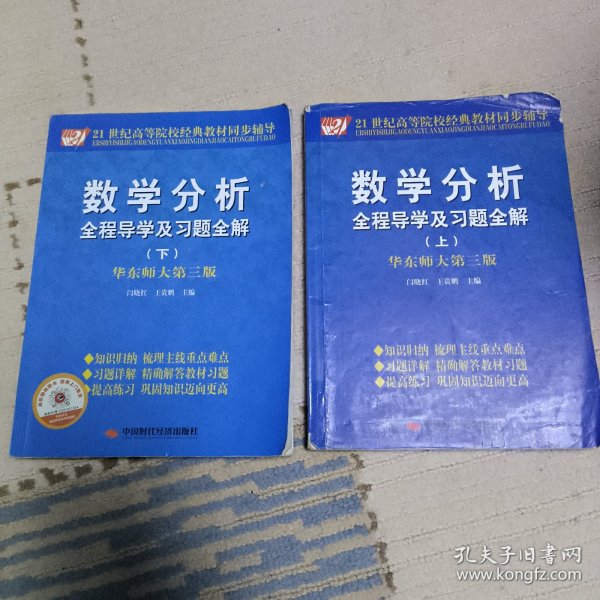 21世纪高等院校经典教材同步辅导
ERSHIYISHIJIGAODENGYUANXIAOJINGDIANJIAOCAITONGBUFUDAO
数学分析
全程导学及习题全解
（下）
华东师大第三版
闫晓红 王贵鹏 主编
◆知识归纳 梳理主线重点难点
◆习题详解 精确解答教材习题
◆提高练习 巩固知识迈向更高
中国时代经济出版社
21世纪高等院校经典教材同步辅导
ERSHIYISHIJIGAODENGYUANXIAOJINGDIANJIAOCAITONGBUFUDAO
数学分析
全程导学及习题全解
（上）
华东师大第三版
闫晓红 王贵鹏 主编
◆知识归纳 梳理主线重点难点
◆习题详解 精确解答教材习题
◆提高练习 巩固知识迈向更高
孔夫子旧书网
www.kongfz.com